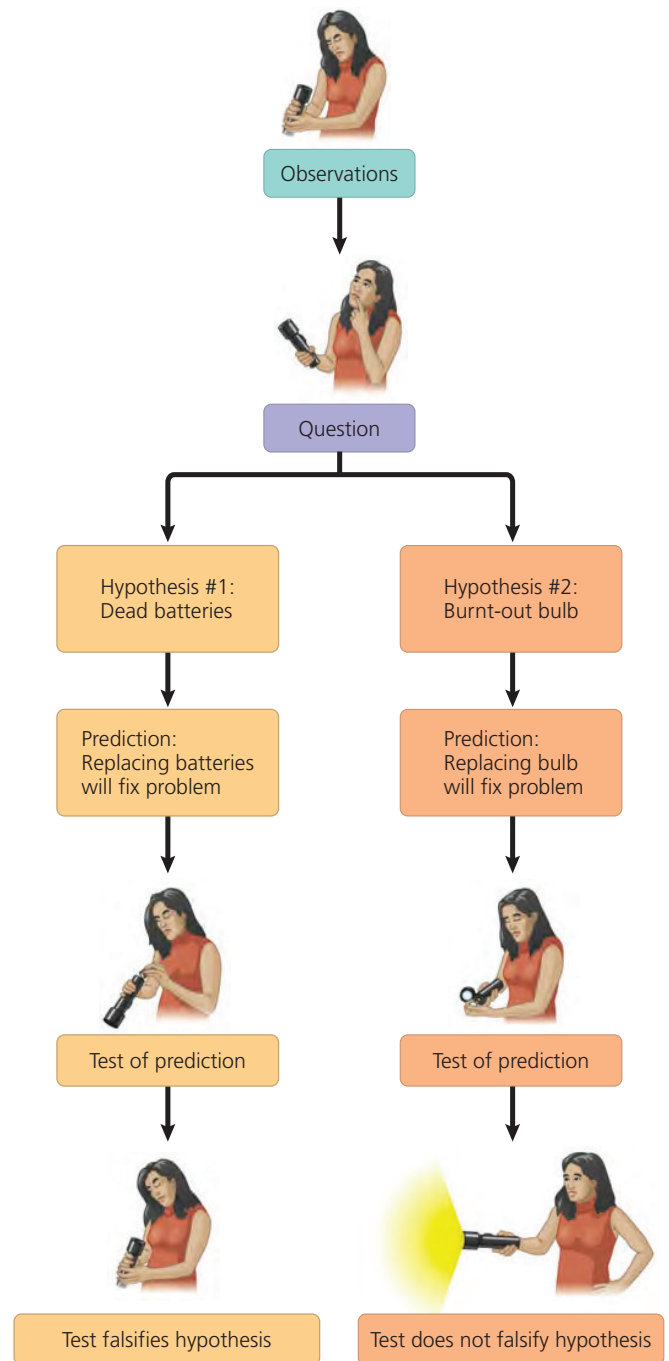 Observations
Question
Hypothesis #1:
Dead batteries
Hypothesis #2:
Burnt-out bulb
Prediction:
Replacing batteries
will fix problem
Prediction:
Replacing bulb
will fix problem
Test of prediction
Test of prediction
Test falsifies hypothesis
Test does not falsify hypothesis